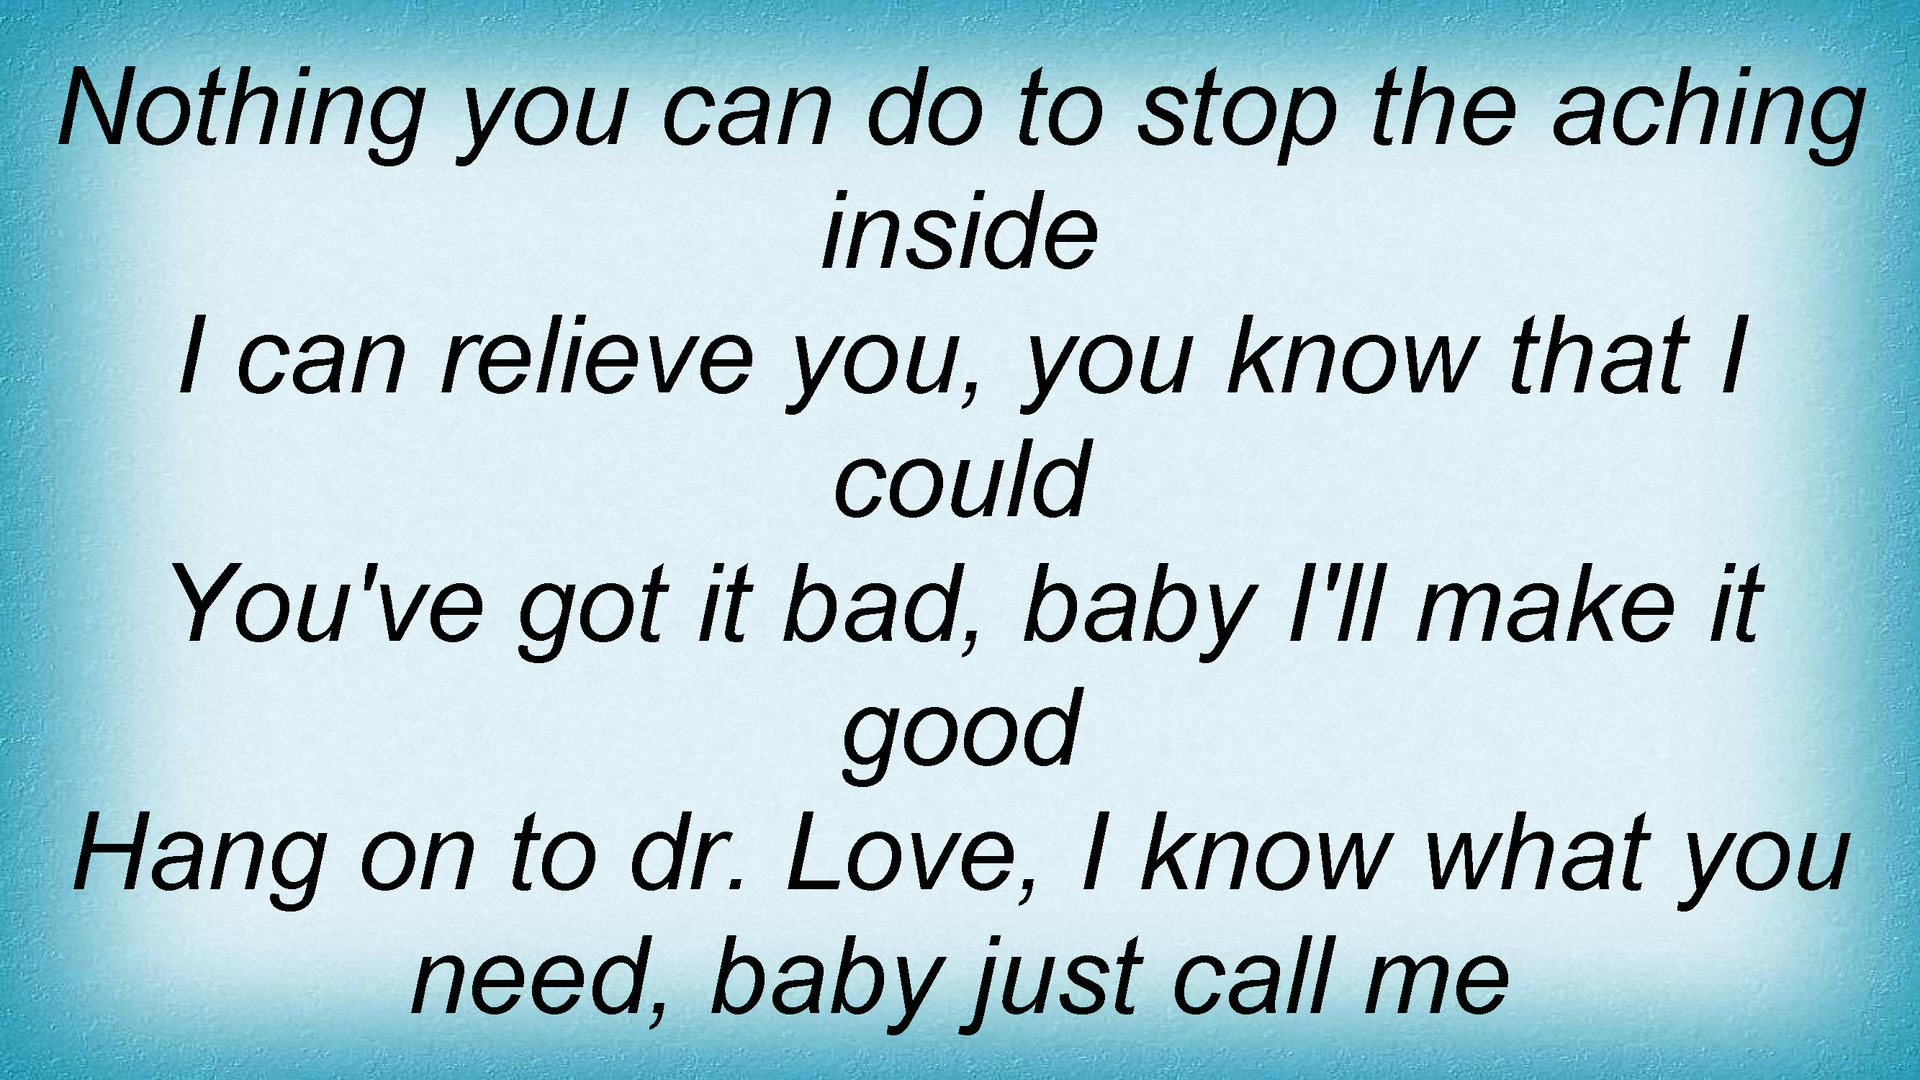 Nothing you can do to stop the aching
inside
I can relieve you, you know that I
could
You've got it bad, baby I'll make it
good
Hang on to dr. Love, I know what you
need, baby just call me